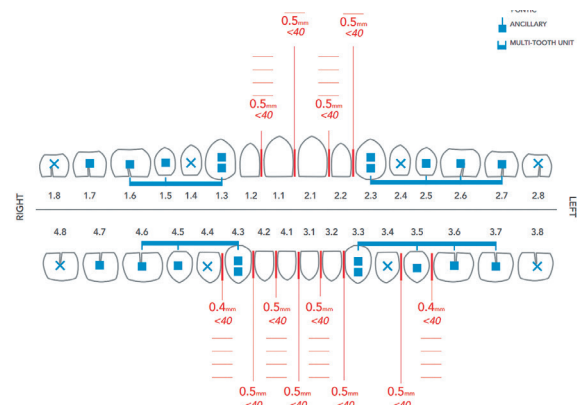 PONTIC
ANCILLARY
MULTI-TOOTH UNIT
0.5mm 0.5mm
<40 <40
0.5mm 0.5mm
<40 <40
1.8 1.7 1.6 1.5 1.4 1.3 1.2 1.1 2.1 2.2 2.3 2.4 2.5 2.6 2.7 2.8
RIGHT
LEFT
4.8 4.7 4.6 4.5 4.4 4.3 4.2 4.1 3.1 3.2 3.3 3.4 3.5 3.6 3.7 3.8
0.4mm 0.5mm 0.5mm 0.4mm
<40 <40 <40 <40
0.5mm 0.5mm 0.5mm 0.5mm
<40 <40 <40 <40